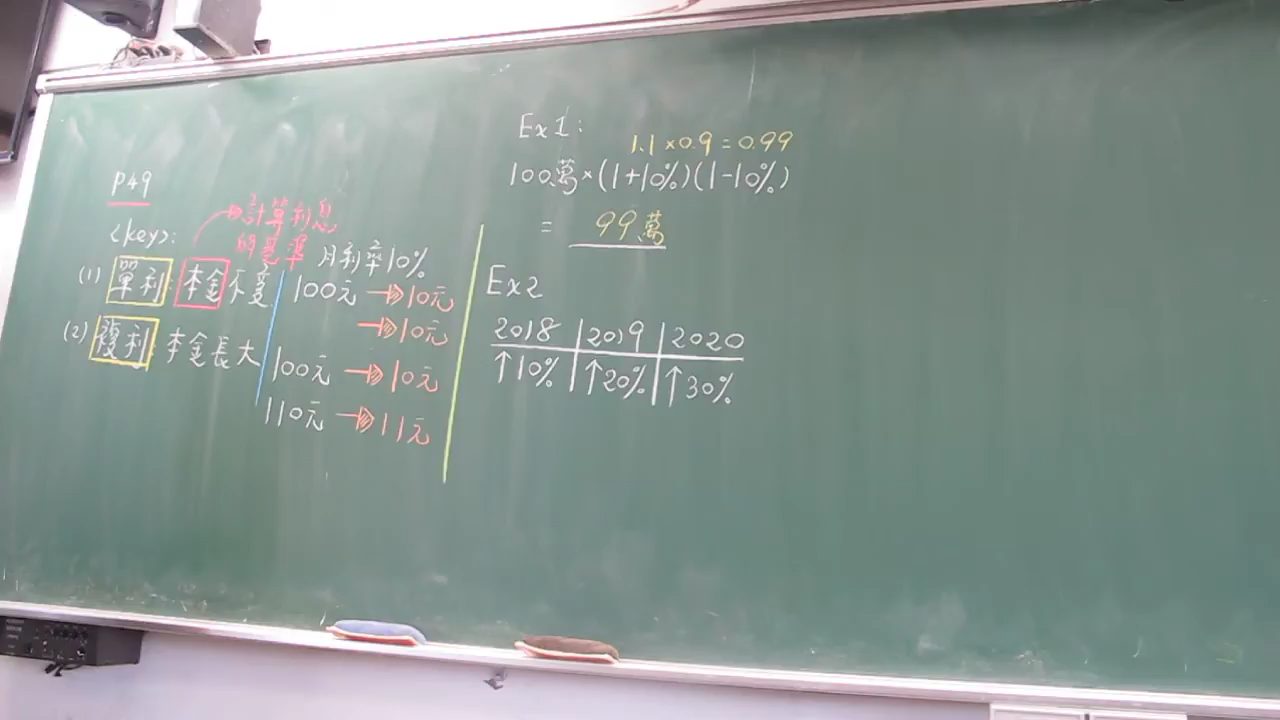 P49
<key>:
計算利息
的基準
(1) 單利: 本金不變
(2) 複利: 本金長大
月利率10%
100元 → 10元
→ 10元
100元 → 10元
110元 → 11元
Ex1:
1.1×0.9=0.99
100萬×(1+10%)(1-10%)
= 99萬
Ex2
2018 2019 2020
↑10% ↑20% ↑30%